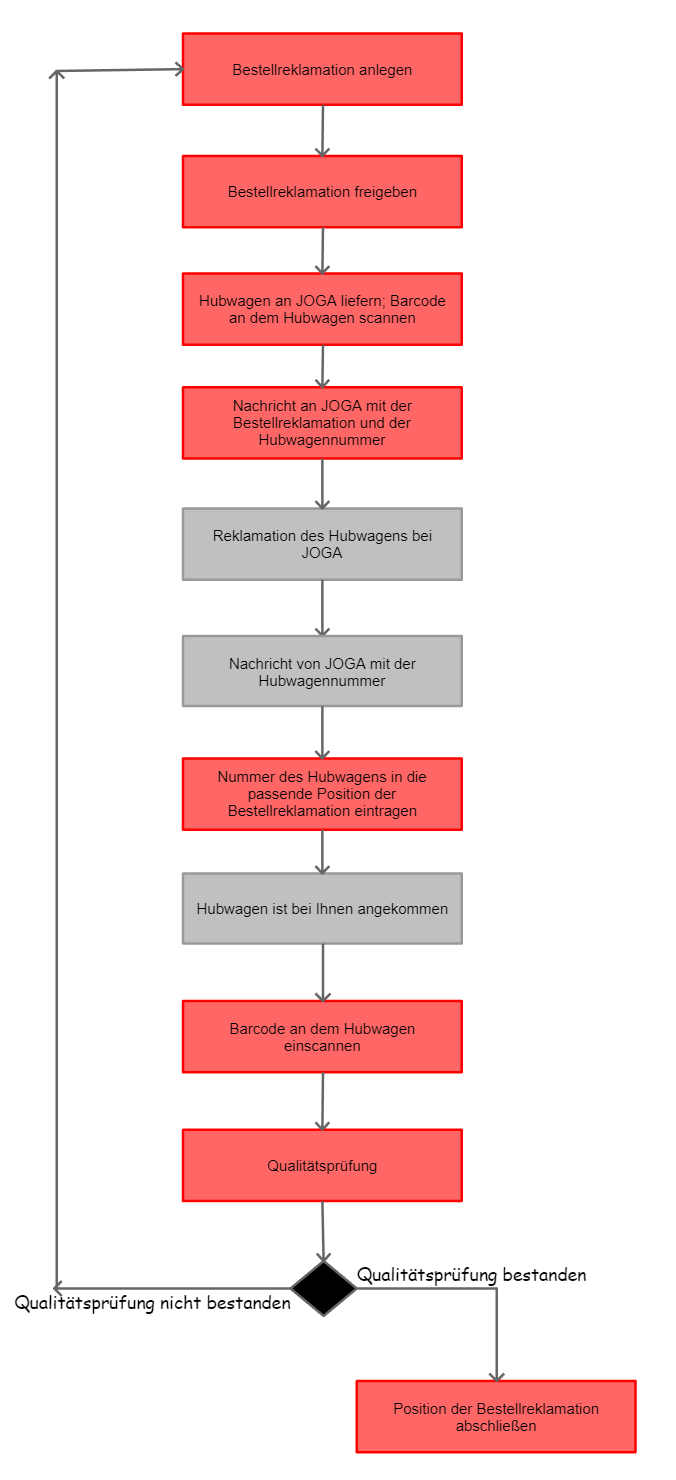 Bestellreklamation anlegen
Bestellreklamation freigeben
Hubwagen an JOGA liefern; Barcode
an dem Hubwagen scannen
Nachricht an JOGA mit der
Bestellreklamation und der
Hubwagennummer
Reklamation des Hubwagens bei
JOGA
Nachricht von JOGA mit der
Hubwagennummer
Nummer des Hubwagens in die
passende Position der
Bestellreklamation eintragen
Hubwagen ist bei Ihnen angekommen
Barcode an dem Hubwagen
einscannen
Qualitätsprüfung
Qualitätsprüfung bestanden
Qualitätsprüfung nicht bestanden
Position der Bestellreklamation
abschließen